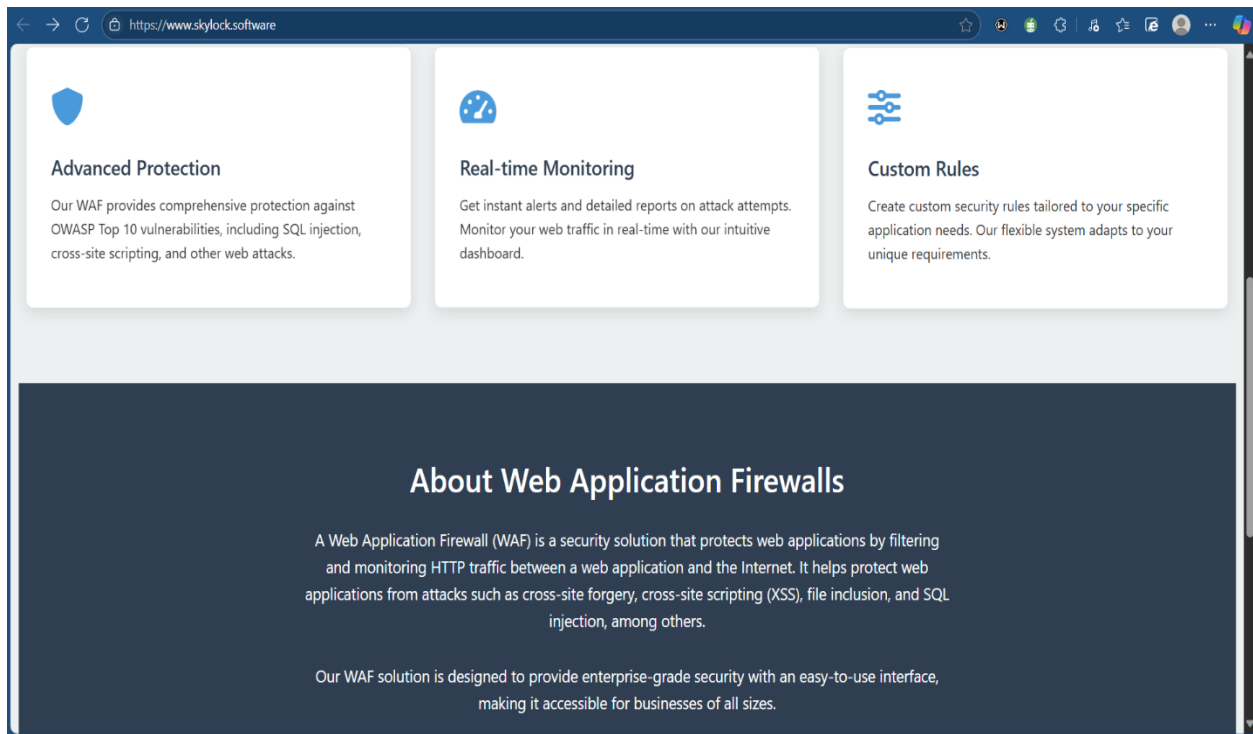 https://www.skylock.software
Advanced Protection
Our WAF provides comprehensive protection against
OWASP Top 10 vulnerabilities, including SQL injection,
cross-site scripting, and other web attacks.
Real-time Monitoring
Get instant alerts and detailed reports on attack attempts.
Monitor your web traffic in real-time with our intuitive
dashboard.
Custom Rules
Create custom security rules tailored to your specific
application needs. Our flexible system adapts to your
unique requirements.
About Web Application Firewalls
A Web Application Firewall (WAF) is a security solution that protects web applications by filtering
and monitoring HTTP traffic between a web application and the Internet. It helps protect web
applications from attacks such as cross-site forgery, cross-site scripting (XSS), file inclusion, and SQL
injection, among others.
Our WAF solution is designed to provide enterprise-grade security with an easy-to-use interface,
making it accessible for businesses of all sizes.